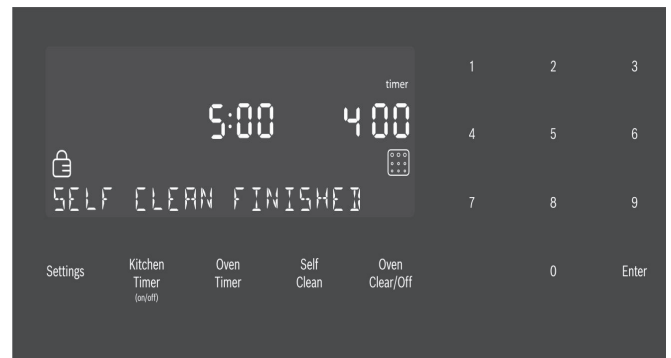 timer
5:00 4 00
SELF CLEAN FINISHED
Settings
Kitchen
Timer
(on/off)
Oven
Timer
Self
Clean
Oven
Clear/Off
1 2 3
4 5 6
7 8 9
0 Enter